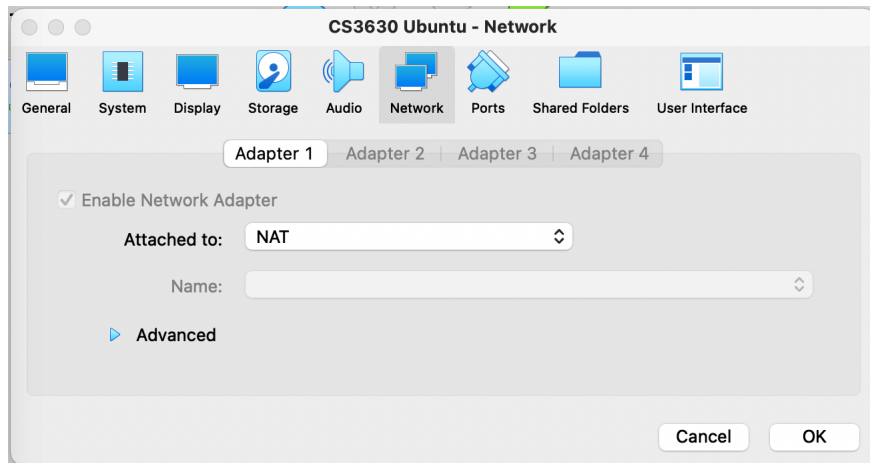 CS3630 Ubuntu - Network
General System Display Storage Audio Network Ports Shared Folders User Interface
Adapter 1 Adapter 2 Adapter 3 Adapter 4
Enable Network Adapter
Attached to: NAT
Name:
Advanced
Cancel OK